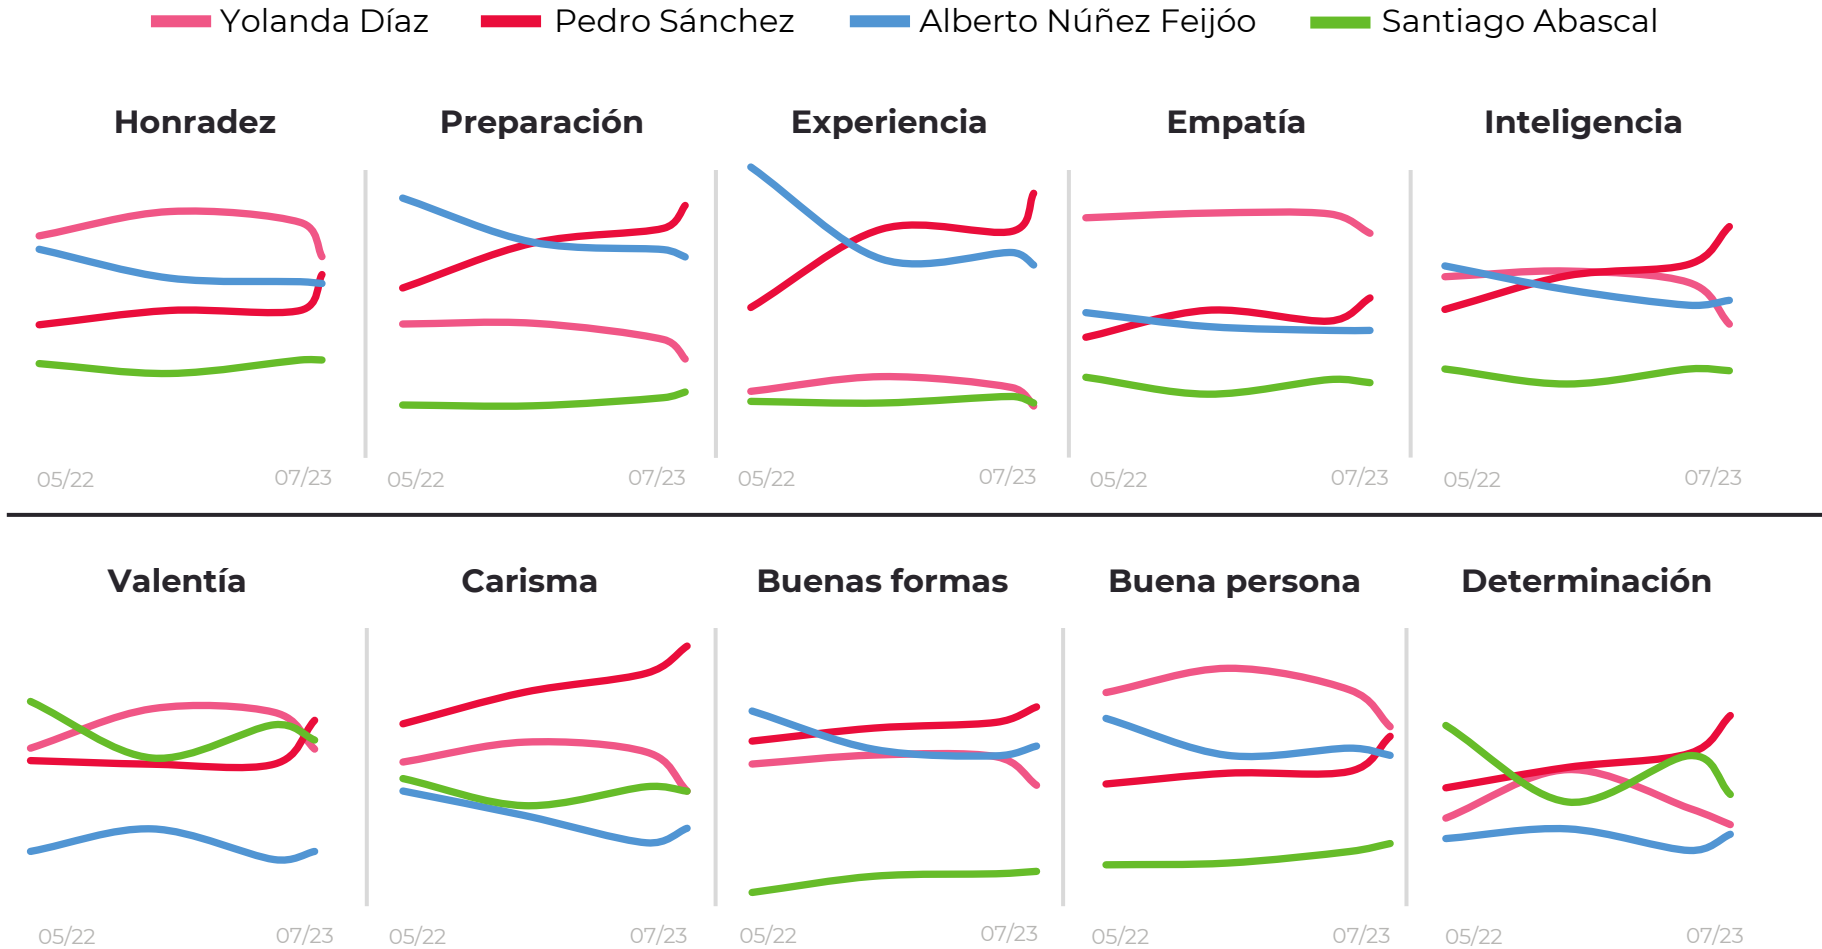 Yolanda Díaz Pedro Sánchez Alberto Núñez Feijóo Santiago Abascal
Honradez Preparación Experiencia Empatía Inteligencia
05/22 07/23 05/22 07/23 05/22 07/23 05/22 07/23 05/22 07/23
Valentía Carisma Buenas formas Buena persona Determinación
05/22 07/23 05/22 07/23 05/22 07/23 05/22 07/23 05/22 07/23